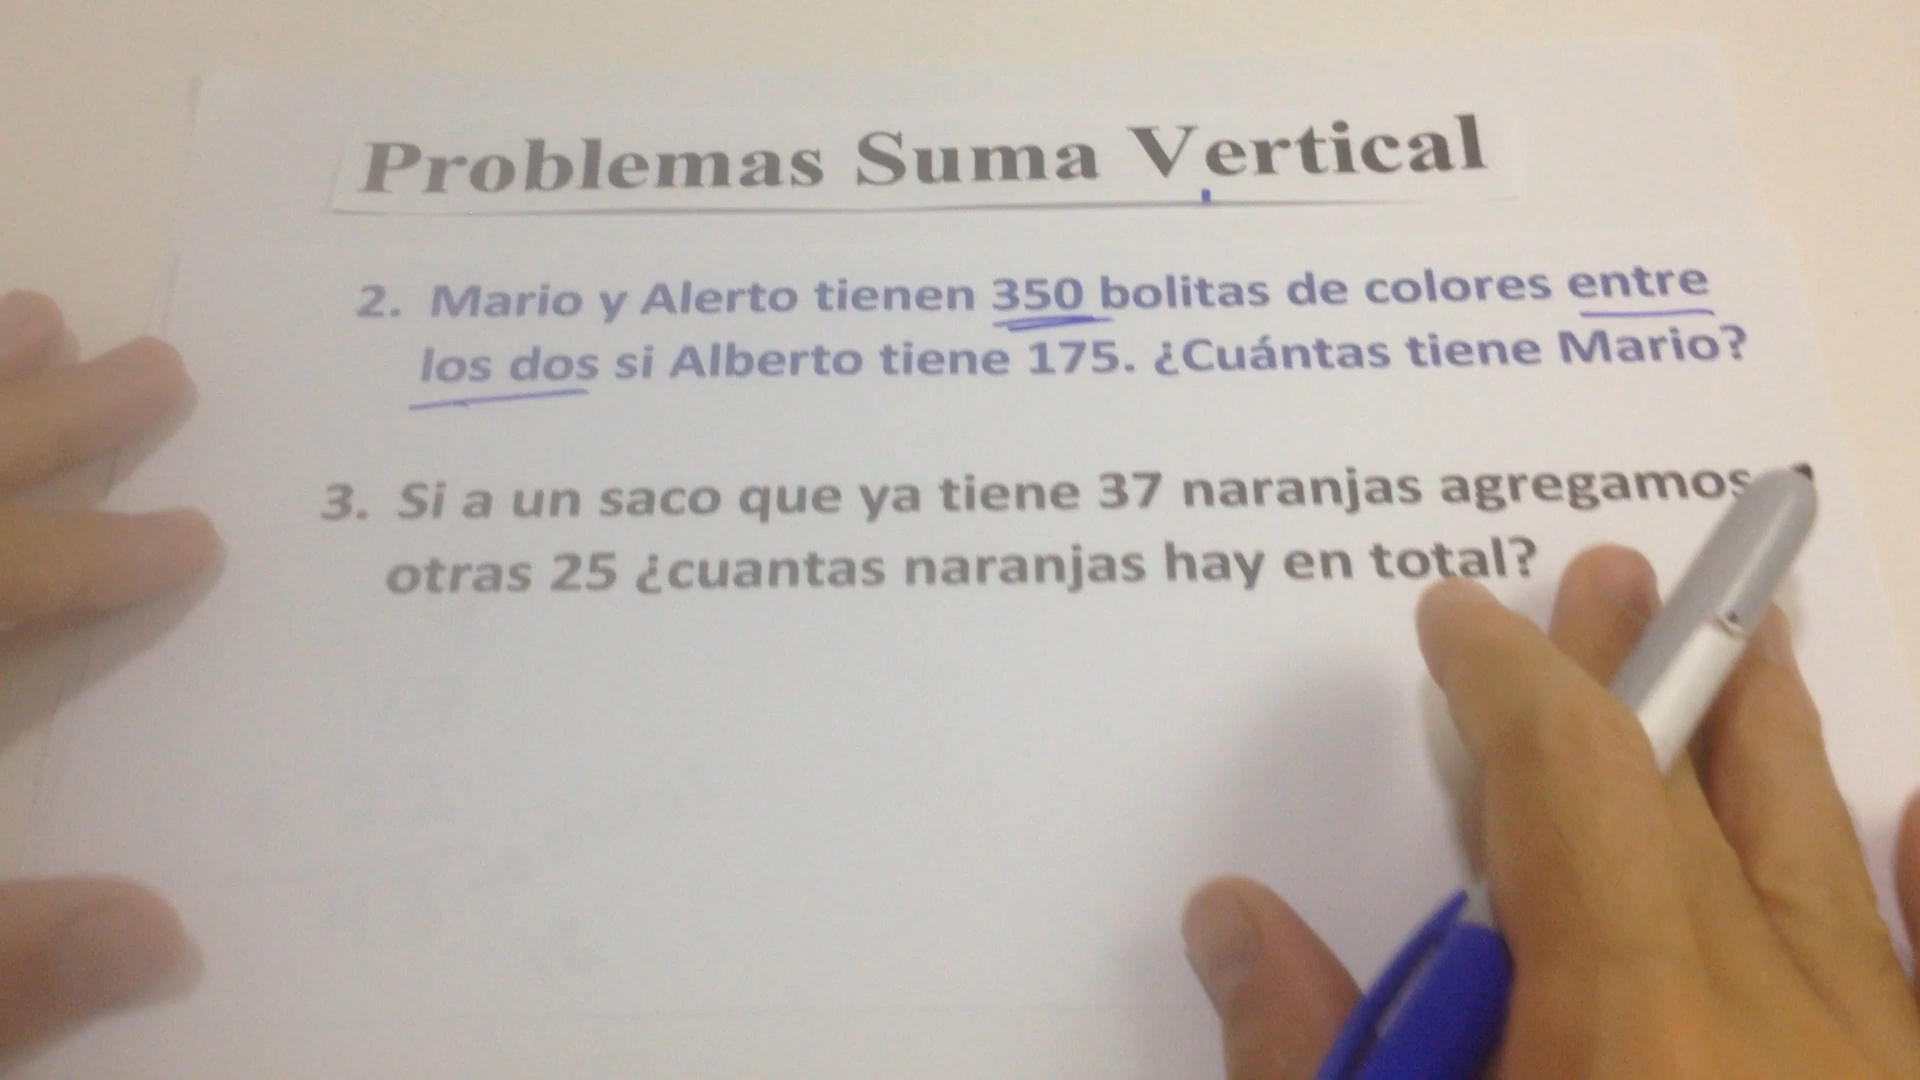 Problemas Suma Vertical
2. Mario y Alerto tienen 350 bolitas de colores entre
los dos si Alberto tiene 175. ¿Cuántas tiene Mario?
3. Si a un saco que ya tiene 37 naranjas agregamos
otras 25 ¿cuantas naranjas hay en total?